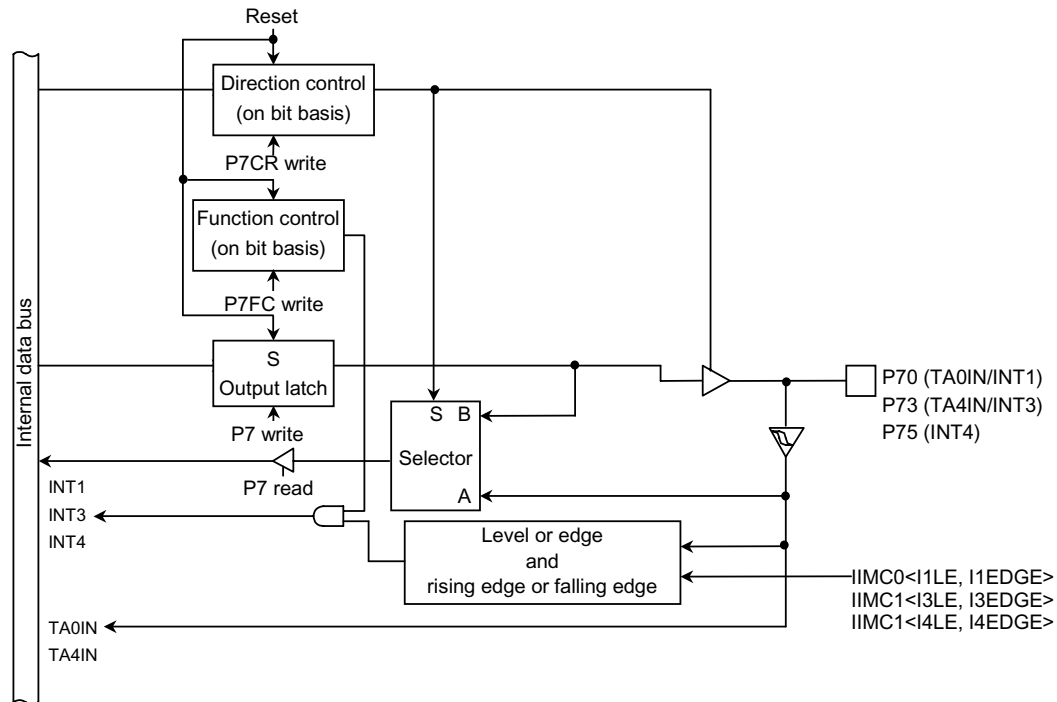 Reset
Direction control
(on bit basis)
P7CR write
Function control
(on bit basis)
P7FC write
Internal data bus
S
Output latch
P7 write
P70 (TA0IN/INT1)
P73 (TA4IN/INT3)
P75 (INT4)
S B
Selector
A
P7 read
INT1
INT3
INT4
Level or edge
and
rising edge or falling edge
IIMC0<I1LE, I1EDGE>
IIMC1<I3LE, I3EDGE>
IIMC1<I4LE, I4EDGE>
TA0IN
TA4IN